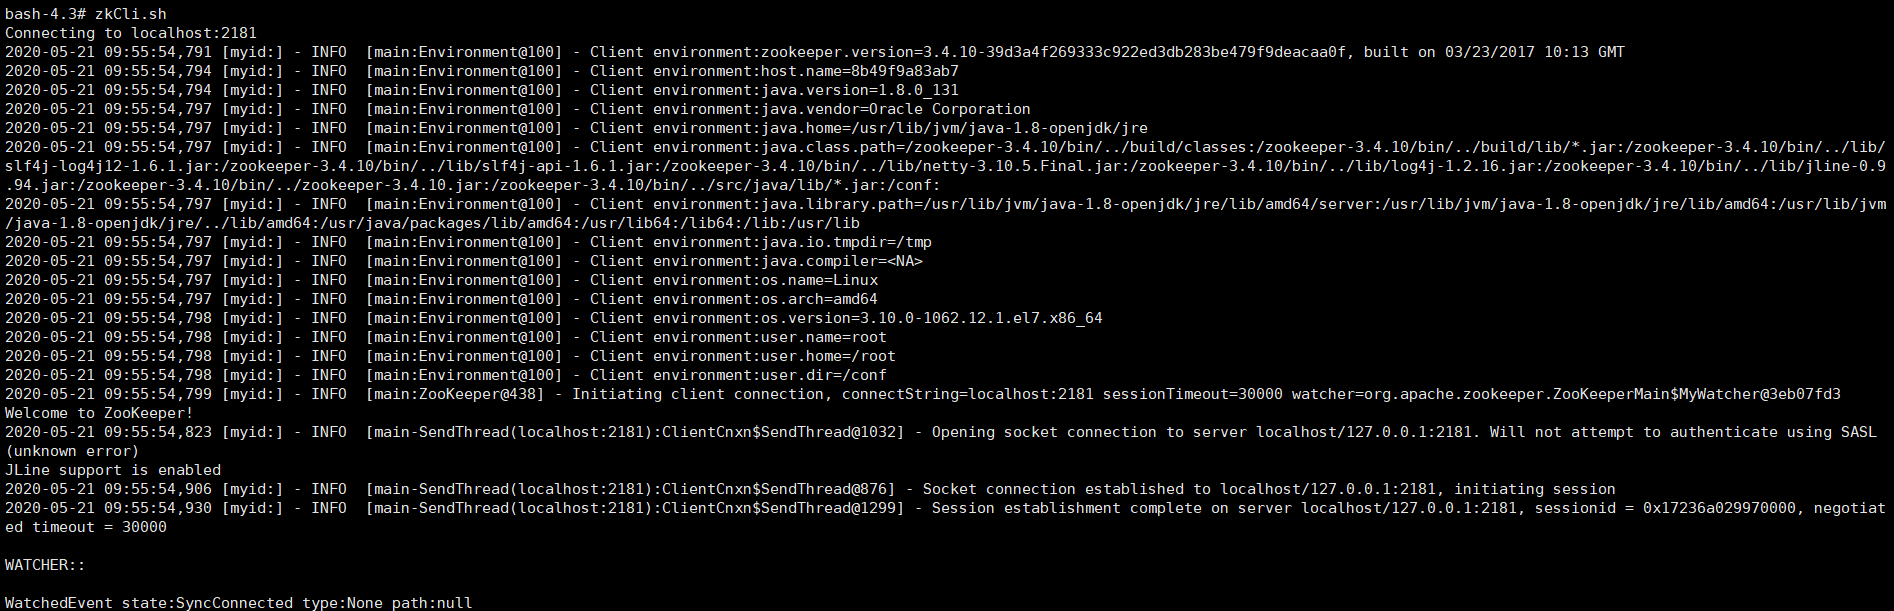 bash-4.3# zkCli.sh
Connecting to localhost:2181
2020-05-21 09:55:54,791 [myid:] - INFO  [main:Environment@100] - Client environment:zookeeper.version=3.4.10-39d3a4f269333c922ed3db283be479f9deacaa0f, built on 03/23/2017 10:13 GMT
2020-05-21 09:55:54,794 [myid:] - INFO  [main:Environment@100] - Client environment:host.name=8b49f9a83ab7
2020-05-21 09:55:54,794 [myid:] - INFO  [main:Environment@100] - Client environment:java.version=1.8.0_131
2020-05-21 09:55:54,797 [myid:] - INFO  [main:Environment@100] - Client environment:java.vendor=Oracle Corporation
2020-05-21 09:55:54,797 [myid:] - INFO  [main:Environment@100] - Client environment:java.home=/usr/lib/jvm/java-1.8-openjdk/jre
2020-05-21 09:55:54,797 [myid:] - INFO  [main:Environment@100] - Client environment:java.class.path=/zookeeper-3.4.10/bin/../build/classes:/zookeeper-3.4.10/bin/../build/lib/*.jar:/zookeeper-3.4.10/bin/../lib/
slf4j-log4j12-1.6.1.jar:/zookeeper-3.4.10/bin/../lib/slf4j-api-1.6.1.jar:/zookeeper-3.4.10/bin/../lib/netty-3.10.5.Final.jar:/zookeeper-3.4.10/bin/../lib/log4j-1.2.16.jar:/zookeeper-3.4.10/bin/../lib/jline-0.9
.94.jar:/zookeeper-3.4.10/bin/../zookeeper-3.4.10.jar:/zookeeper-3.4.10/bin/../src/java/lib/*.jar:/conf:
2020-05-21 09:55:54,797 [myid:] - INFO  [main:Environment@100] - Client environment:java.library.path=/usr/lib/jvm/java-1.8-openjdk/jre/lib/amd64/server:/usr/lib/jvm/java-1.8-openjdk/jre/lib/amd64:/usr/lib/jvm
/java-1.8-openjdk/jre/../lib/amd64:/usr/java/packages/lib/amd64:/usr/lib64:/lib64:/lib:/usr/lib
2020-05-21 09:55:54,797 [myid:] - INFO  [main:Environment@100] - Client environment:java.io.tmpdir=/tmp
2020-05-21 09:55:54,797 [myid:] - INFO  [main:Environment@100] - Client environment:java.compiler=<NA>
2020-05-21 09:55:54,797 [myid:] - INFO  [main:Environment@100] - Client environment:os.name=Linux
2020-05-21 09:55:54,797 [myid:] - INFO  [main:Environment@100] - Client environment:os.arch=amd64
2020-05-21 09:55:54,798 [myid:] - INFO  [main:Environment@100] - Client environment:os.version=3.10.0-1062.12.1.el7.x86_64
2020-05-21 09:55:54,798 [myid:] - INFO  [main:Environment@100] - Client environment:user.name=root
2020-05-21 09:55:54,798 [myid:] - INFO  [main:Environment@100] - Client environment:user.home=/root
2020-05-21 09:55:54,798 [myid:] - INFO  [main:Environment@100] - Client environment:user.dir=/conf
2020-05-21 09:55:54,799 [myid:] - INFO  [main:ZooKeeper@438] - Initiating client connection, connectString=localhost:2181 sessionTimeout=30000 watcher=org.apache.zookeeper.ZooKeeperMain$MyWatcher@3eb07fd3
Welcome to ZooKeeper!
2020-05-21 09:55:54,823 [myid:] - INFO  [main-SendThread(localhost:2181):ClientCnxn$SendThread@1032] - Opening socket connection to server localhost/127.0.0.1:2181. Will not attempt to authenticate using SASL
(unknown error)
JLine support is enabled
2020-05-21 09:55:54,906 [myid:] - INFO  [main-SendThread(localhost:2181):ClientCnxn$SendThread@876] - Socket connection established to localhost/127.0.0.1:2181, initiating session
2020-05-21 09:55:54,930 [myid:] - INFO  [main-SendThread(localhost:2181):ClientCnxn$SendThread@1299] - Session establishment complete on server localhost/127.0.0.1:2181, sessionid = 0x17236a029970000, negotiat
ed timeout = 30000
WATCHER::
WatchedEvent state:SyncConnected type:None path:null